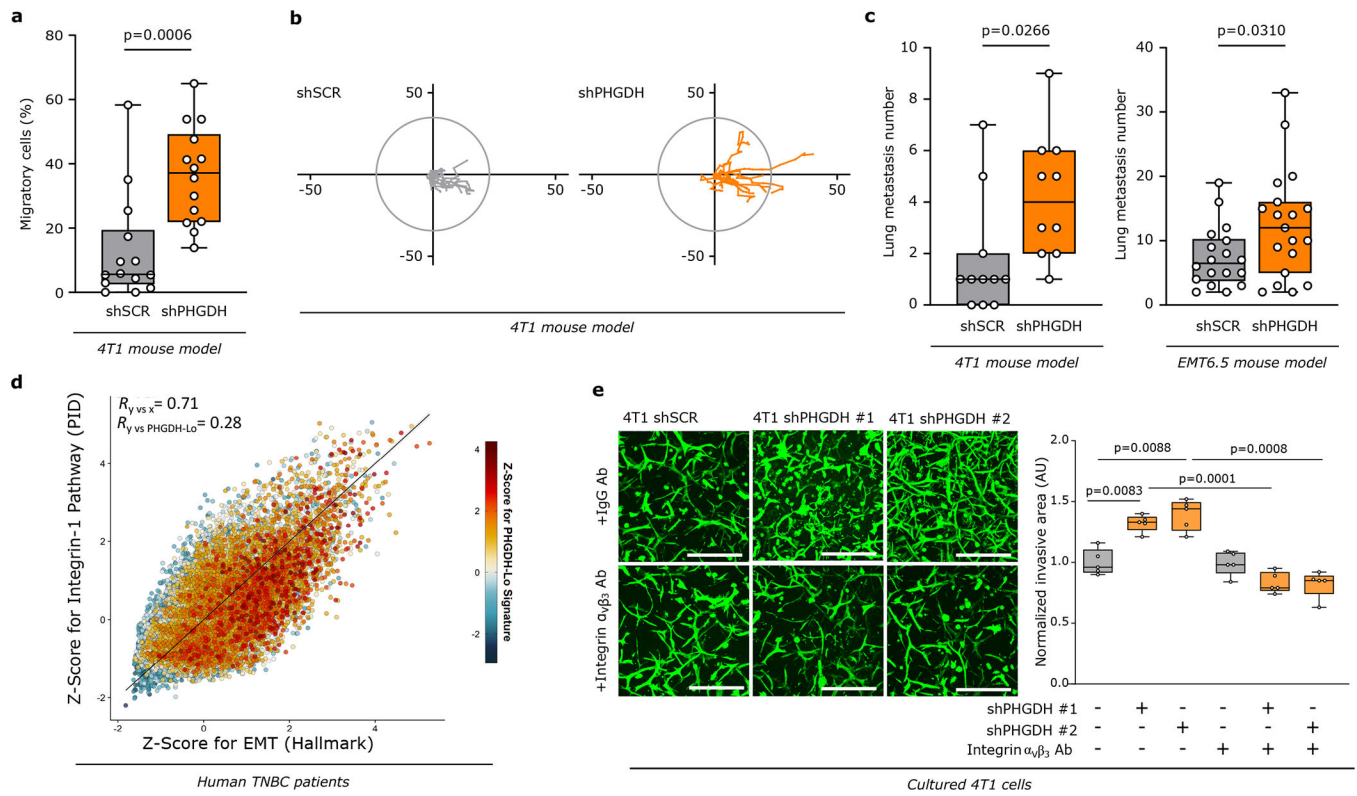 a
p=0.0006
Migratory cells (%)
80
60
40
20
0
shSCR shPHGDH
4T1 mouse model
b
shSCR
50
-50
50
-50
shPHGDH
50
-50
50
-50
4T1 mouse model
c
p=0.0266
Lung metastasis number
10
8
6
4
2
0
shSCR shPHGDH
4T1 mouse model
p=0.0310
Lung metastasis number
40
30
20
10
0
shSCR shPHGDH
EMT6.5 mouse model
d
R y vs x = 0.71
R y vs PHGDH-Lo = 0.28
Z-Score for Integrin-1 Pathway (PID)
4
2
0
-2
-2 0 2 4
Z-Score for EMT (Hallmark)
4
2
0
-2
Z-Score for PHGDH-Lo Signature
Human TNBC patients
e
4T1 shSCR 4T1 shPHGDH #1 4T1 shPHGDH #2
+IgG Ab
+Integrin αvβ3 Ab
Normalized invasive area (AU)
2.0
1.5
1.0
0.5
0.0
p=0.0088 p=0.0008
p=0.0083 p=0.0001
shPHGDH #1 - + - - + -
shPHGDH #2 - - + - - +
Integrin αvβ3 Ab - - - + + +
Cultured 4T1 cells